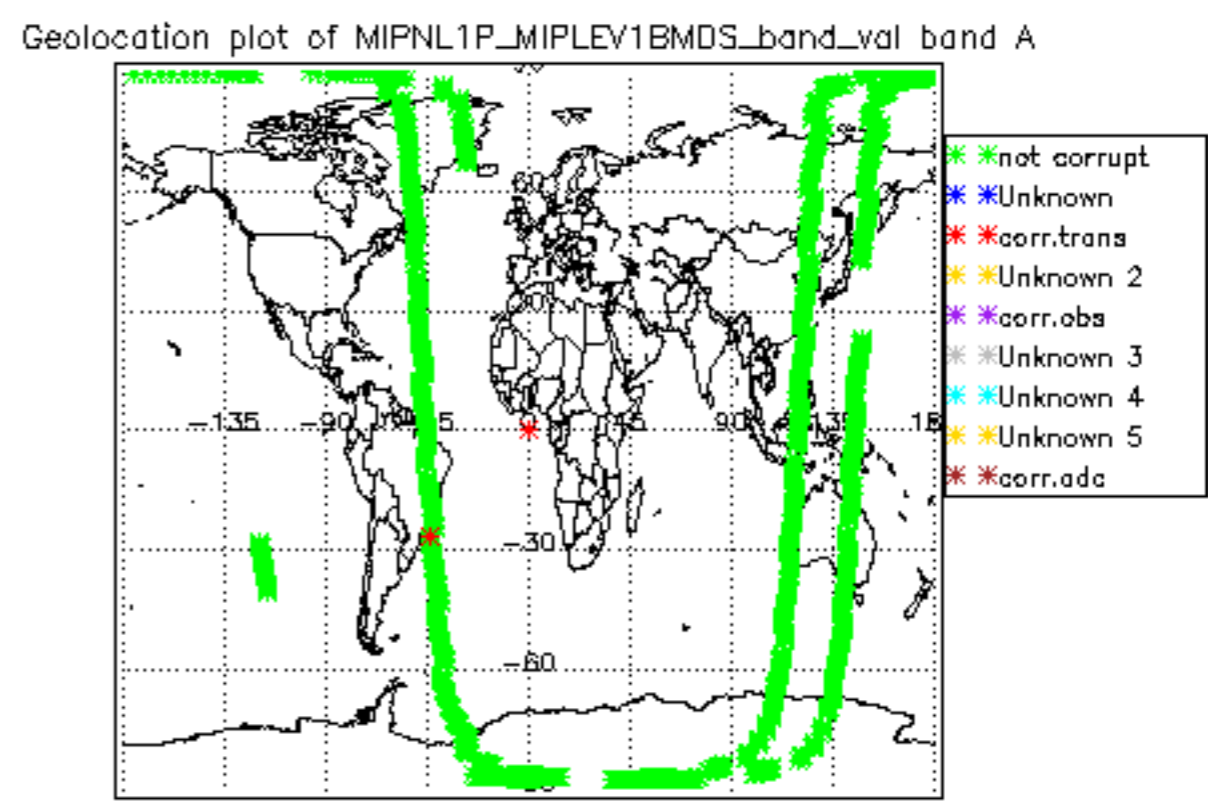 Geolocation plot of MIPNL1P_MIPLEV1BMDS_band_val band A
not corrupt
Unknown
corr.trans
Unknown 2
corr.obs
Unknown 3
Unknown 4
Unknown 5
corr.adc
60
-135 -90 90
-30
-60